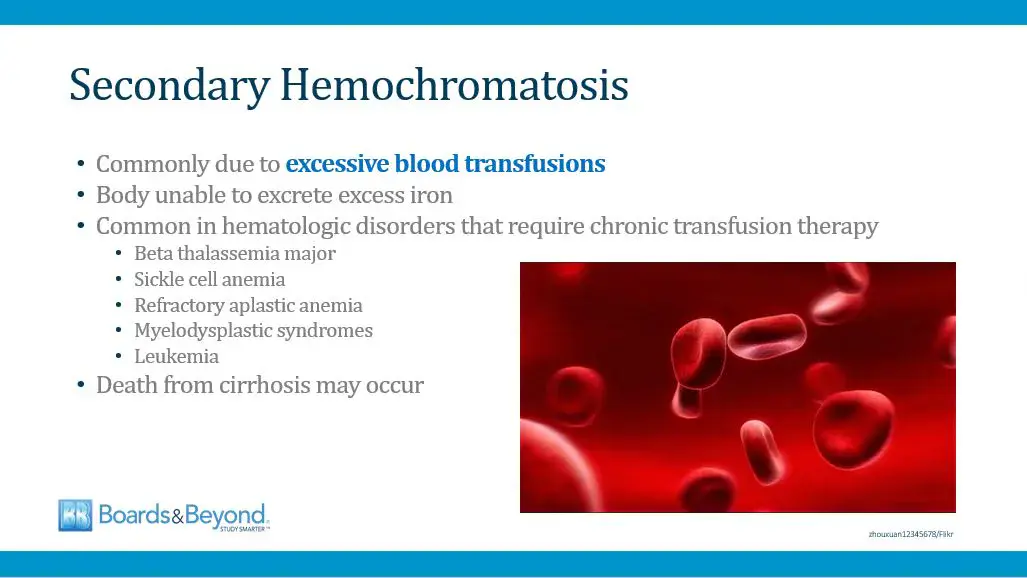 Secondary Hemochromatosis
• Commonly due to excessive blood transfusions
• Body unable to excrete excess iron
• Common in hematologic disorders that require chronic transfusion therapy
• Beta thalassemia major
• Sickle cell anemia
• Refractory aplastic anemia
• Myelodysplastic syndromes
• Leukemia
• Death from cirrhosis may occur
BB Boards&Beyond®
STUDY SMARTER™
zhouxuan12345678/Flikr